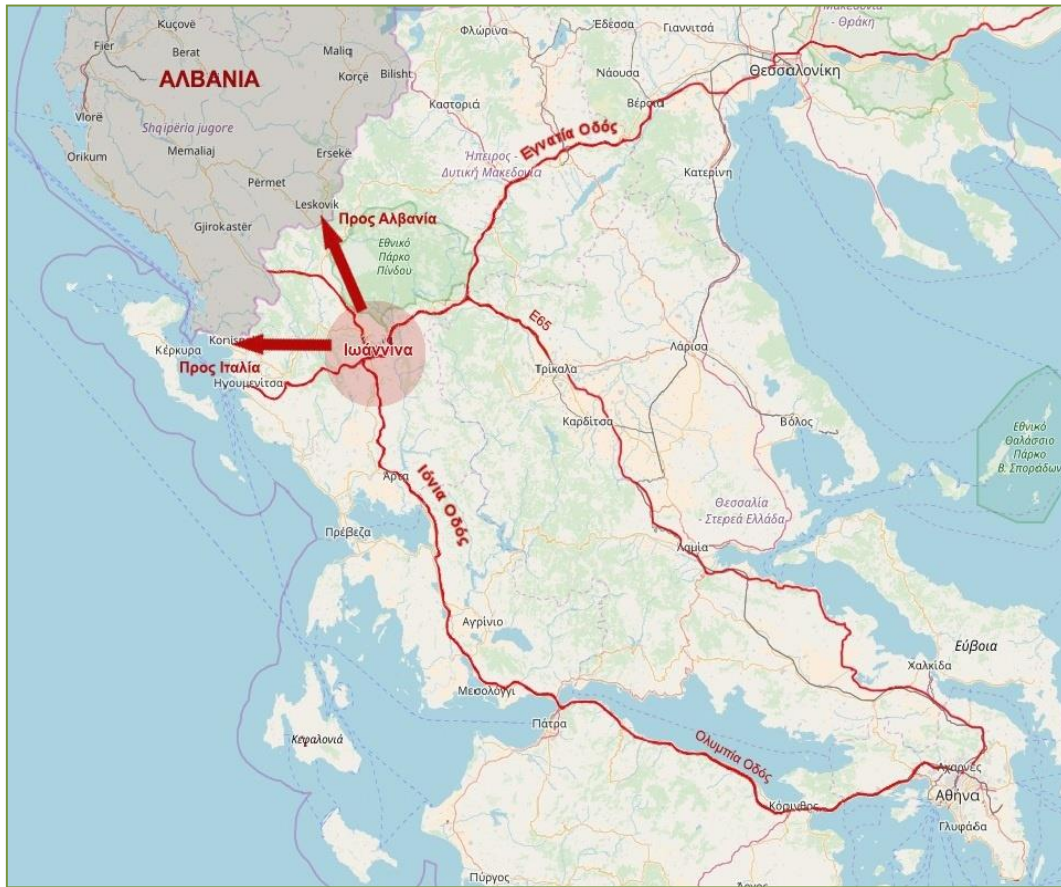 Kuçovë
Fier
Berat
Maliq
ΑΛΒΑΝΙΑ
Korçë
Bilisht
Vlorë
Shqipëria jugore
Orikum
Memaliaj
Ersekë
Përmet
Leskovik
Gjirokastër
Φλώρινα
Έδεσσα
Γιαννιτσά
Μακεδονία
- Θράκη
Νάουσα
Θεσσαλονίκη
Καστοριά
Βέροια
Εγνατία Οδός
Ήπειρος -
Δυτική Μακεδονία
Κατερίνη
Προς Αλβανία
Εθνικό
Πάρκο
Πίνδου
Ιωάννινα
Κέρκυρα
Προς Ιταλία
Ηγουμενίτσα
E65
Τρίκαλα
Λάρισα
Καρδίτσα
Βόλος
Εθνικό
Θαλάσσιο
Πάρκο
Β. Σποράδων
Άρτα
Ιόνια Οδός
Πρέβεζα
Θεσσαλία
- Στερεά Ελλάδα
Λαμία
Αγρίνιο
Εύβοια
Χαλκίδα
Μεσολόγγι
Πάτρα
Κεφαλονιά
Ολυμπία Οδός
Κόρινθος
Αχαρνές
Αθήνα
Γλυφάδα
Πύργος